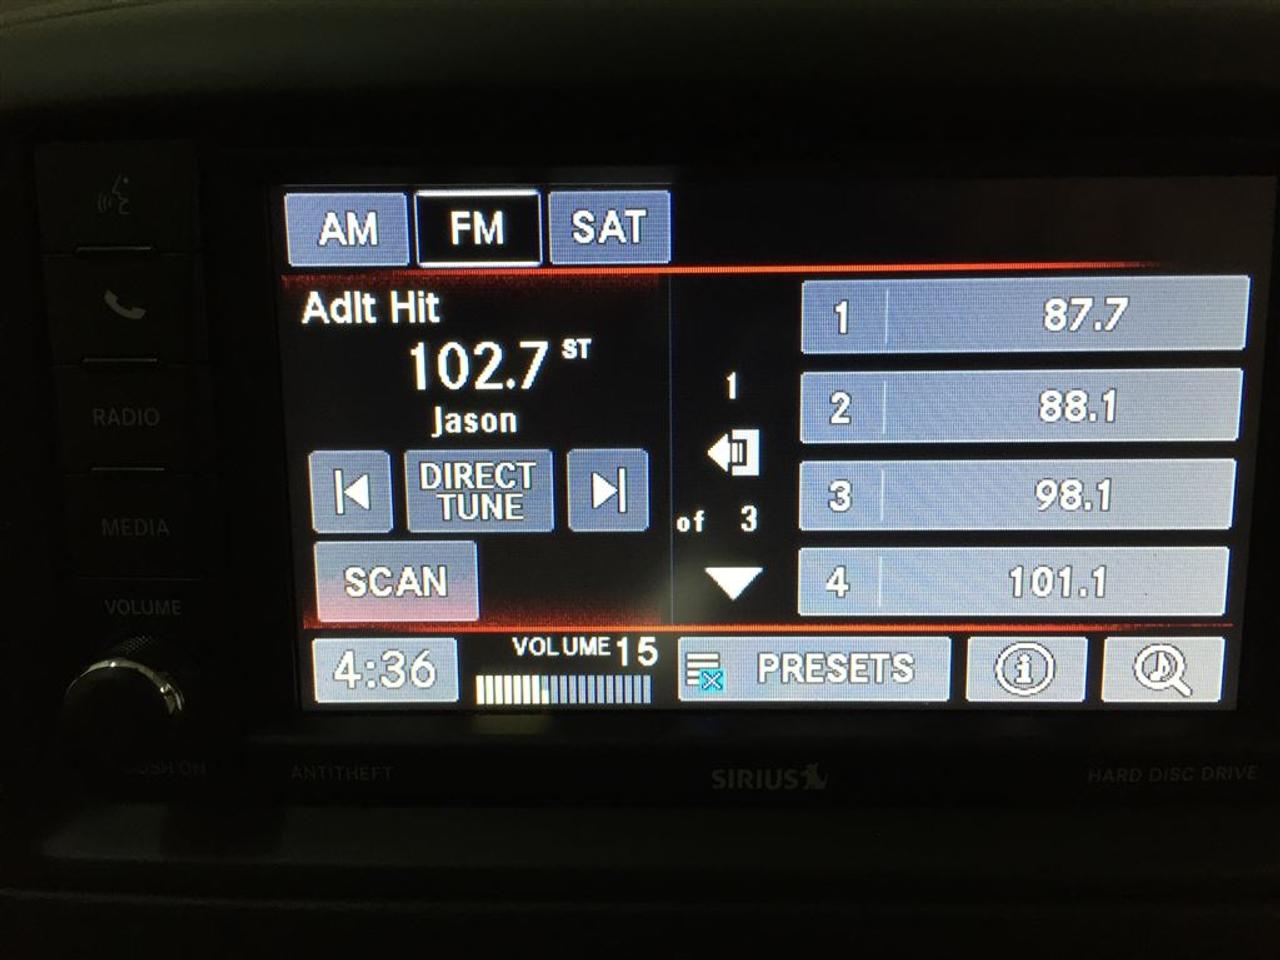 AM FM SAT
Adlt Hit
102.7 ST
Jason
DIRECT
TUNE
SCAN
1
of 3
1 87.7
2 88.1
3 98.1
4 101.1
4:36
VOLUME 15
PRESETS
RADIO
MEDIA
VOLUME
PUSH ON
ANTITHEFT
SIRIUS
HARD DISC DRIVE